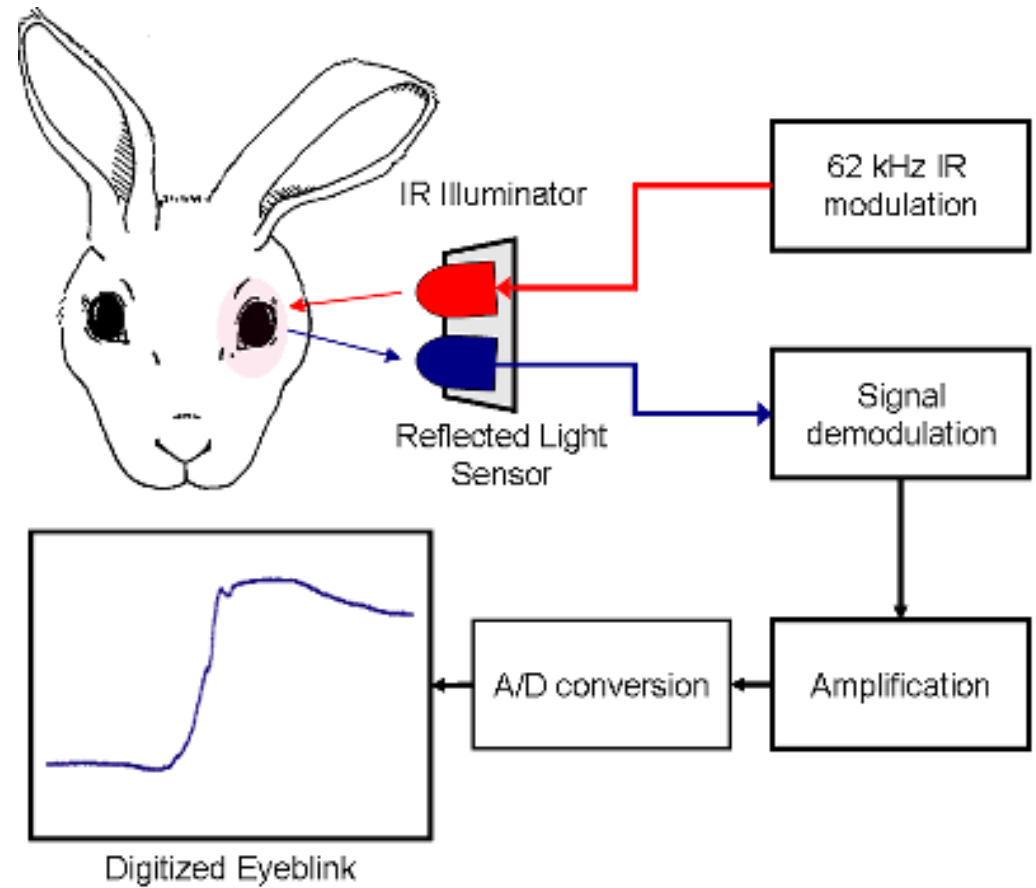 IR Illuminator
62 kHz IR
modulation
Reflected Light
Sensor
Signal
demodulation
Amplification
A/D conversion
Digitized Eyeblink